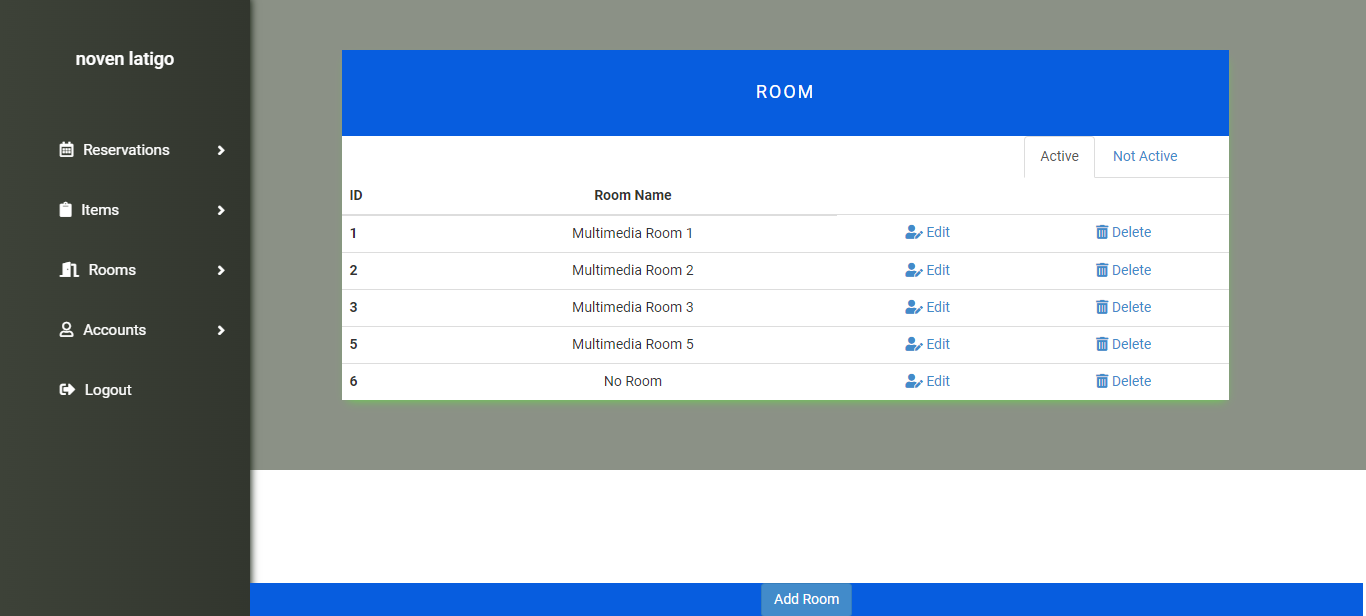 noven latigo
Reservations
Items
Rooms
Accounts
Logout
ROOM
Active Not Active
ID Room Name
1 Multimedia Room 1 Edit Delete
2 Multimedia Room 2 Edit Delete
3 Multimedia Room 3 Edit Delete
5 Multimedia Room 5 Edit Delete
6 No Room Edit Delete
Add Room